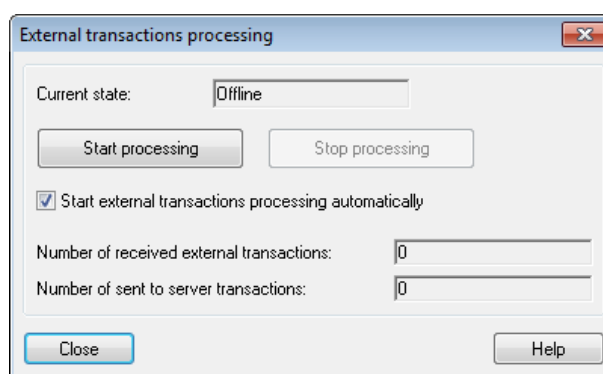 External transactions processing
Current state: Offline
Start processing Stop processing
Start external transactions processing automatically
Number of received external transactions: 0
Number of sent to server transactions: 0
Close Help